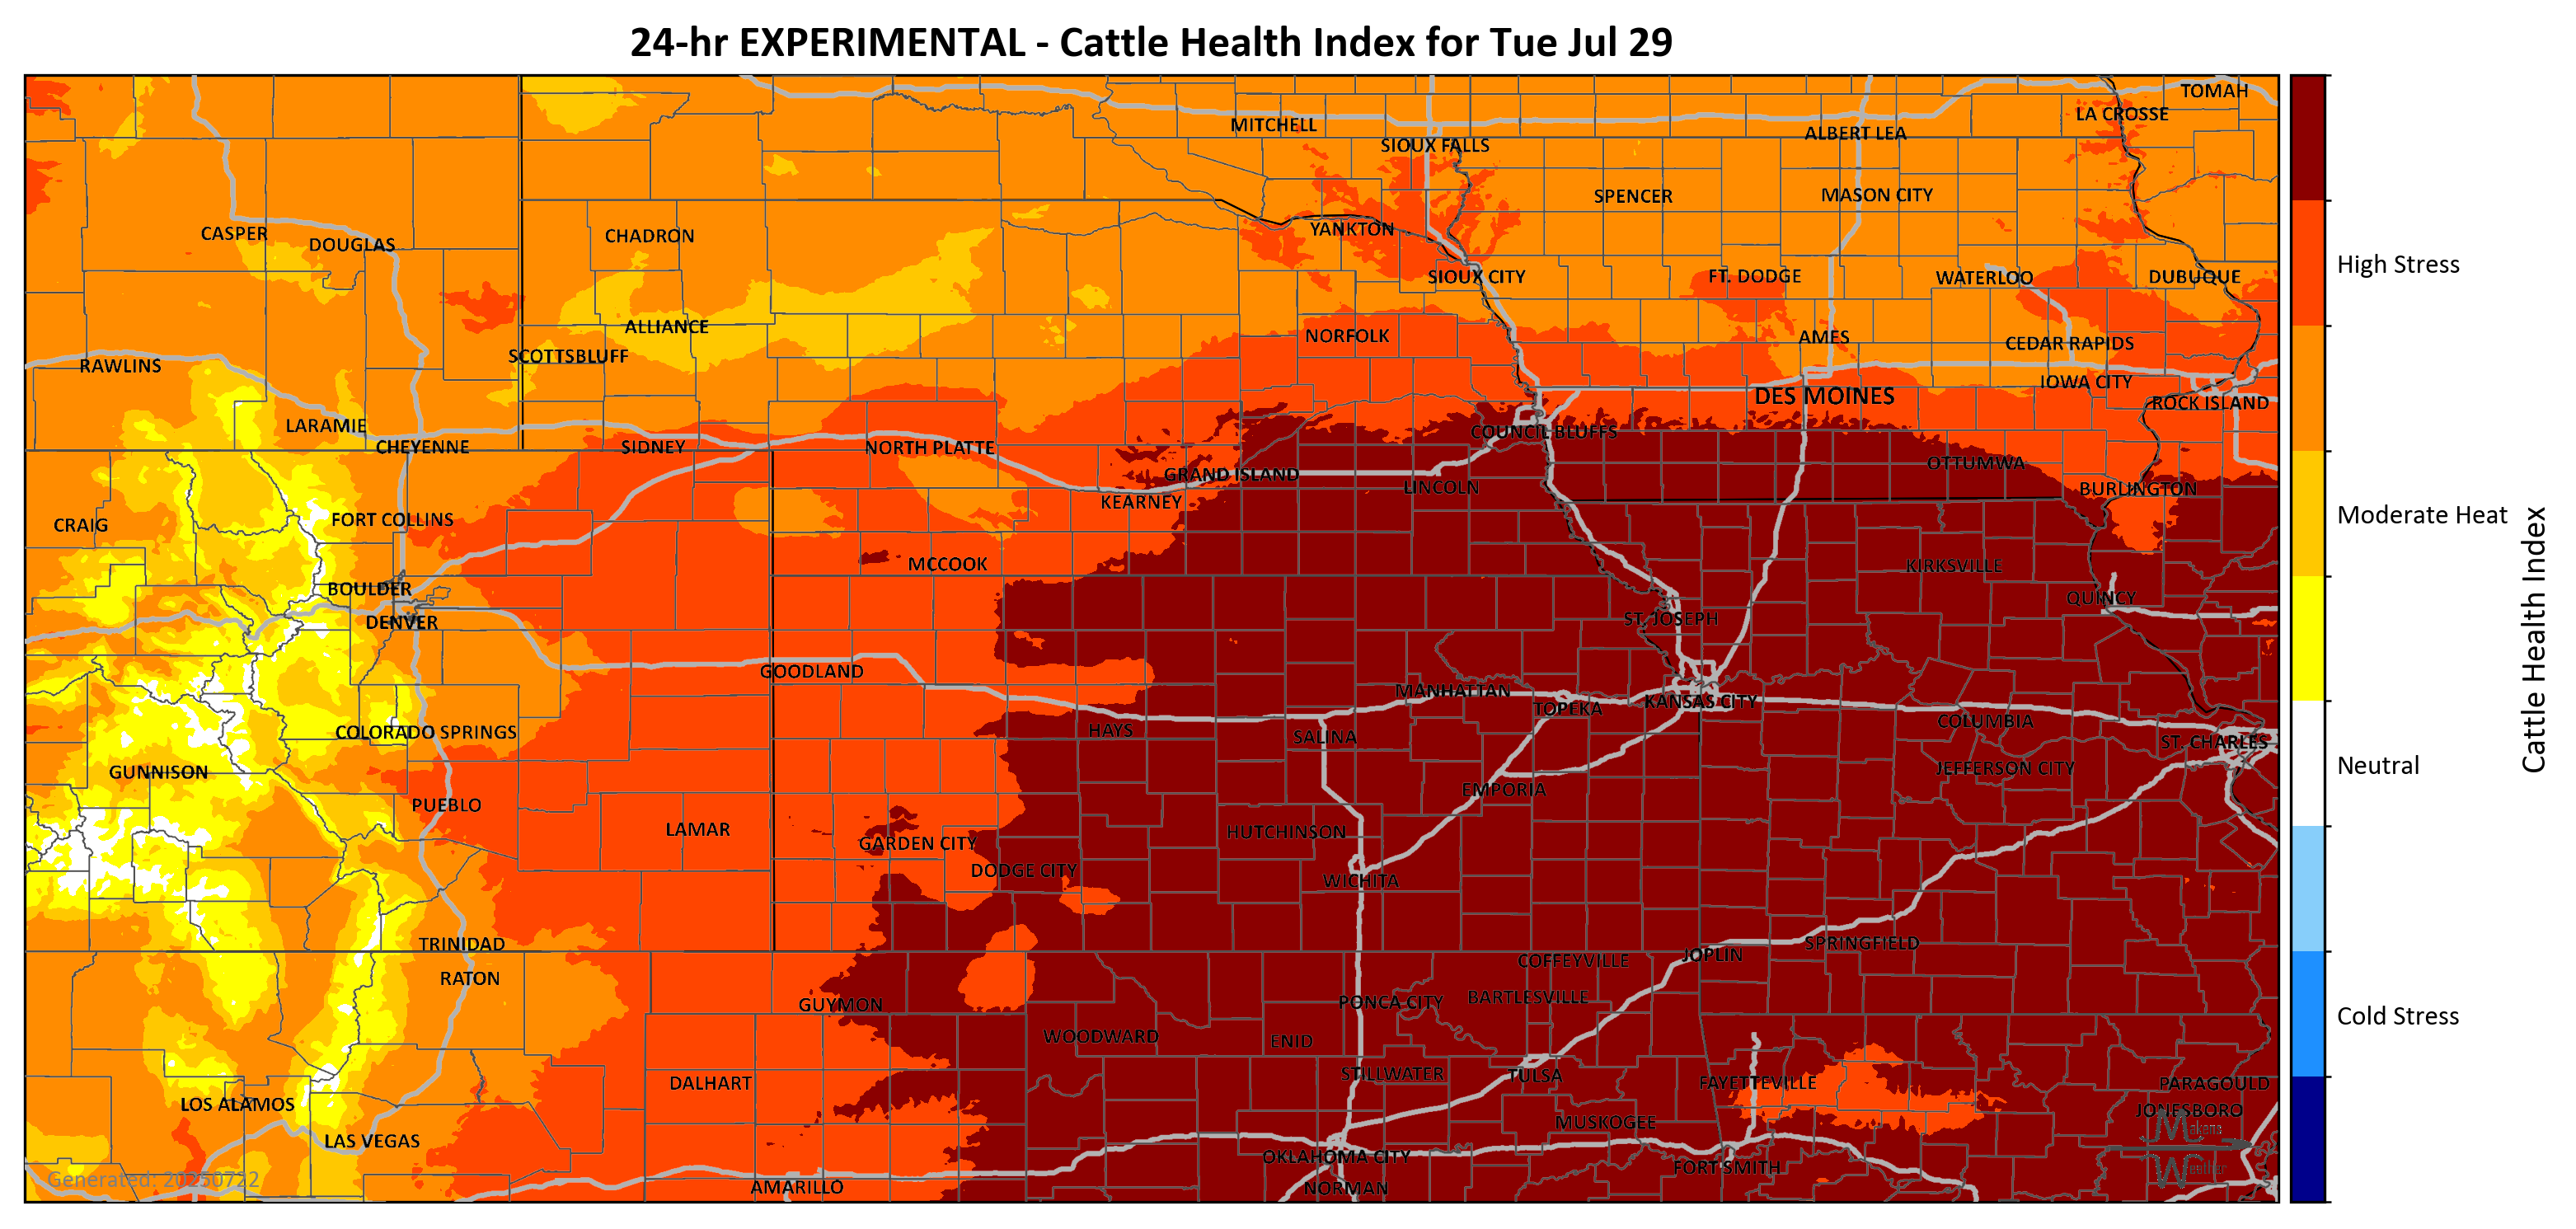 24-hr EXPERIMENTAL - Cattle Health Index for Tue Jul 29
TOMAH
LA CROSSE
MITCHELL
ALBERT LEA
SIOUX FALLS
SPENCER
MASON CITY
CASPER
DOUGLAS
CHADRON
YANKTON
SIOUX CITY
FT. DODGE
WATERLOO
DUBUQUE
High Stress
ALLIANCE
NORFOLK
AMES
CEDAR RAPIDS
SCOTTSBLUFF
RAWLINS
IOWA CITY
DES MOINES
ROCK ISLAND
LARAMIE
COUNCIL BLUFFS
CHEYENNE
SIDNEY
NORTH PLATTE
OTTUMWA
GRAND ISLAND
LINCOLN
BURLINGTON
KEARNEY
CRAIG
FORT COLLINS
Moderate Heat
MCCOOK
KIRKSVILLE
BOULDER
QUINCY
DENVER
ST. JOSEPH
Cattle Health Index
GOODLAND
MANHATTAN
KANSAS CITY
TOPEKA
COLUMBIA
HAYS
COLORADO SPRINGS
SALINA
ST. CHARLES
GUNNISON
JEFFERSON CITY
Neutral
EMPORIA
PUEBLO
LAMAR
HUTCHINSON
GARDEN CITY
DODGE CITY
WICHITA
TRINIDAD
SPRINGFIELD
JOPLIN
COFFEYVILLE
RATON
GUYMON
PONCA CITY
BARTLESVILLE
Cold Stress
WOODWARD
ENID
STILLWATER
TULSA
DALHART
FAYETTEVILLE
PARAGOULD
LOS ALAMOS
JONESBORO
MUSKOGEE
Makens
LAS VEGAS
OKLAHOMA CITY
FORT SMITH
Weather
Generated: 20250722
AMARILLO
NORMAN